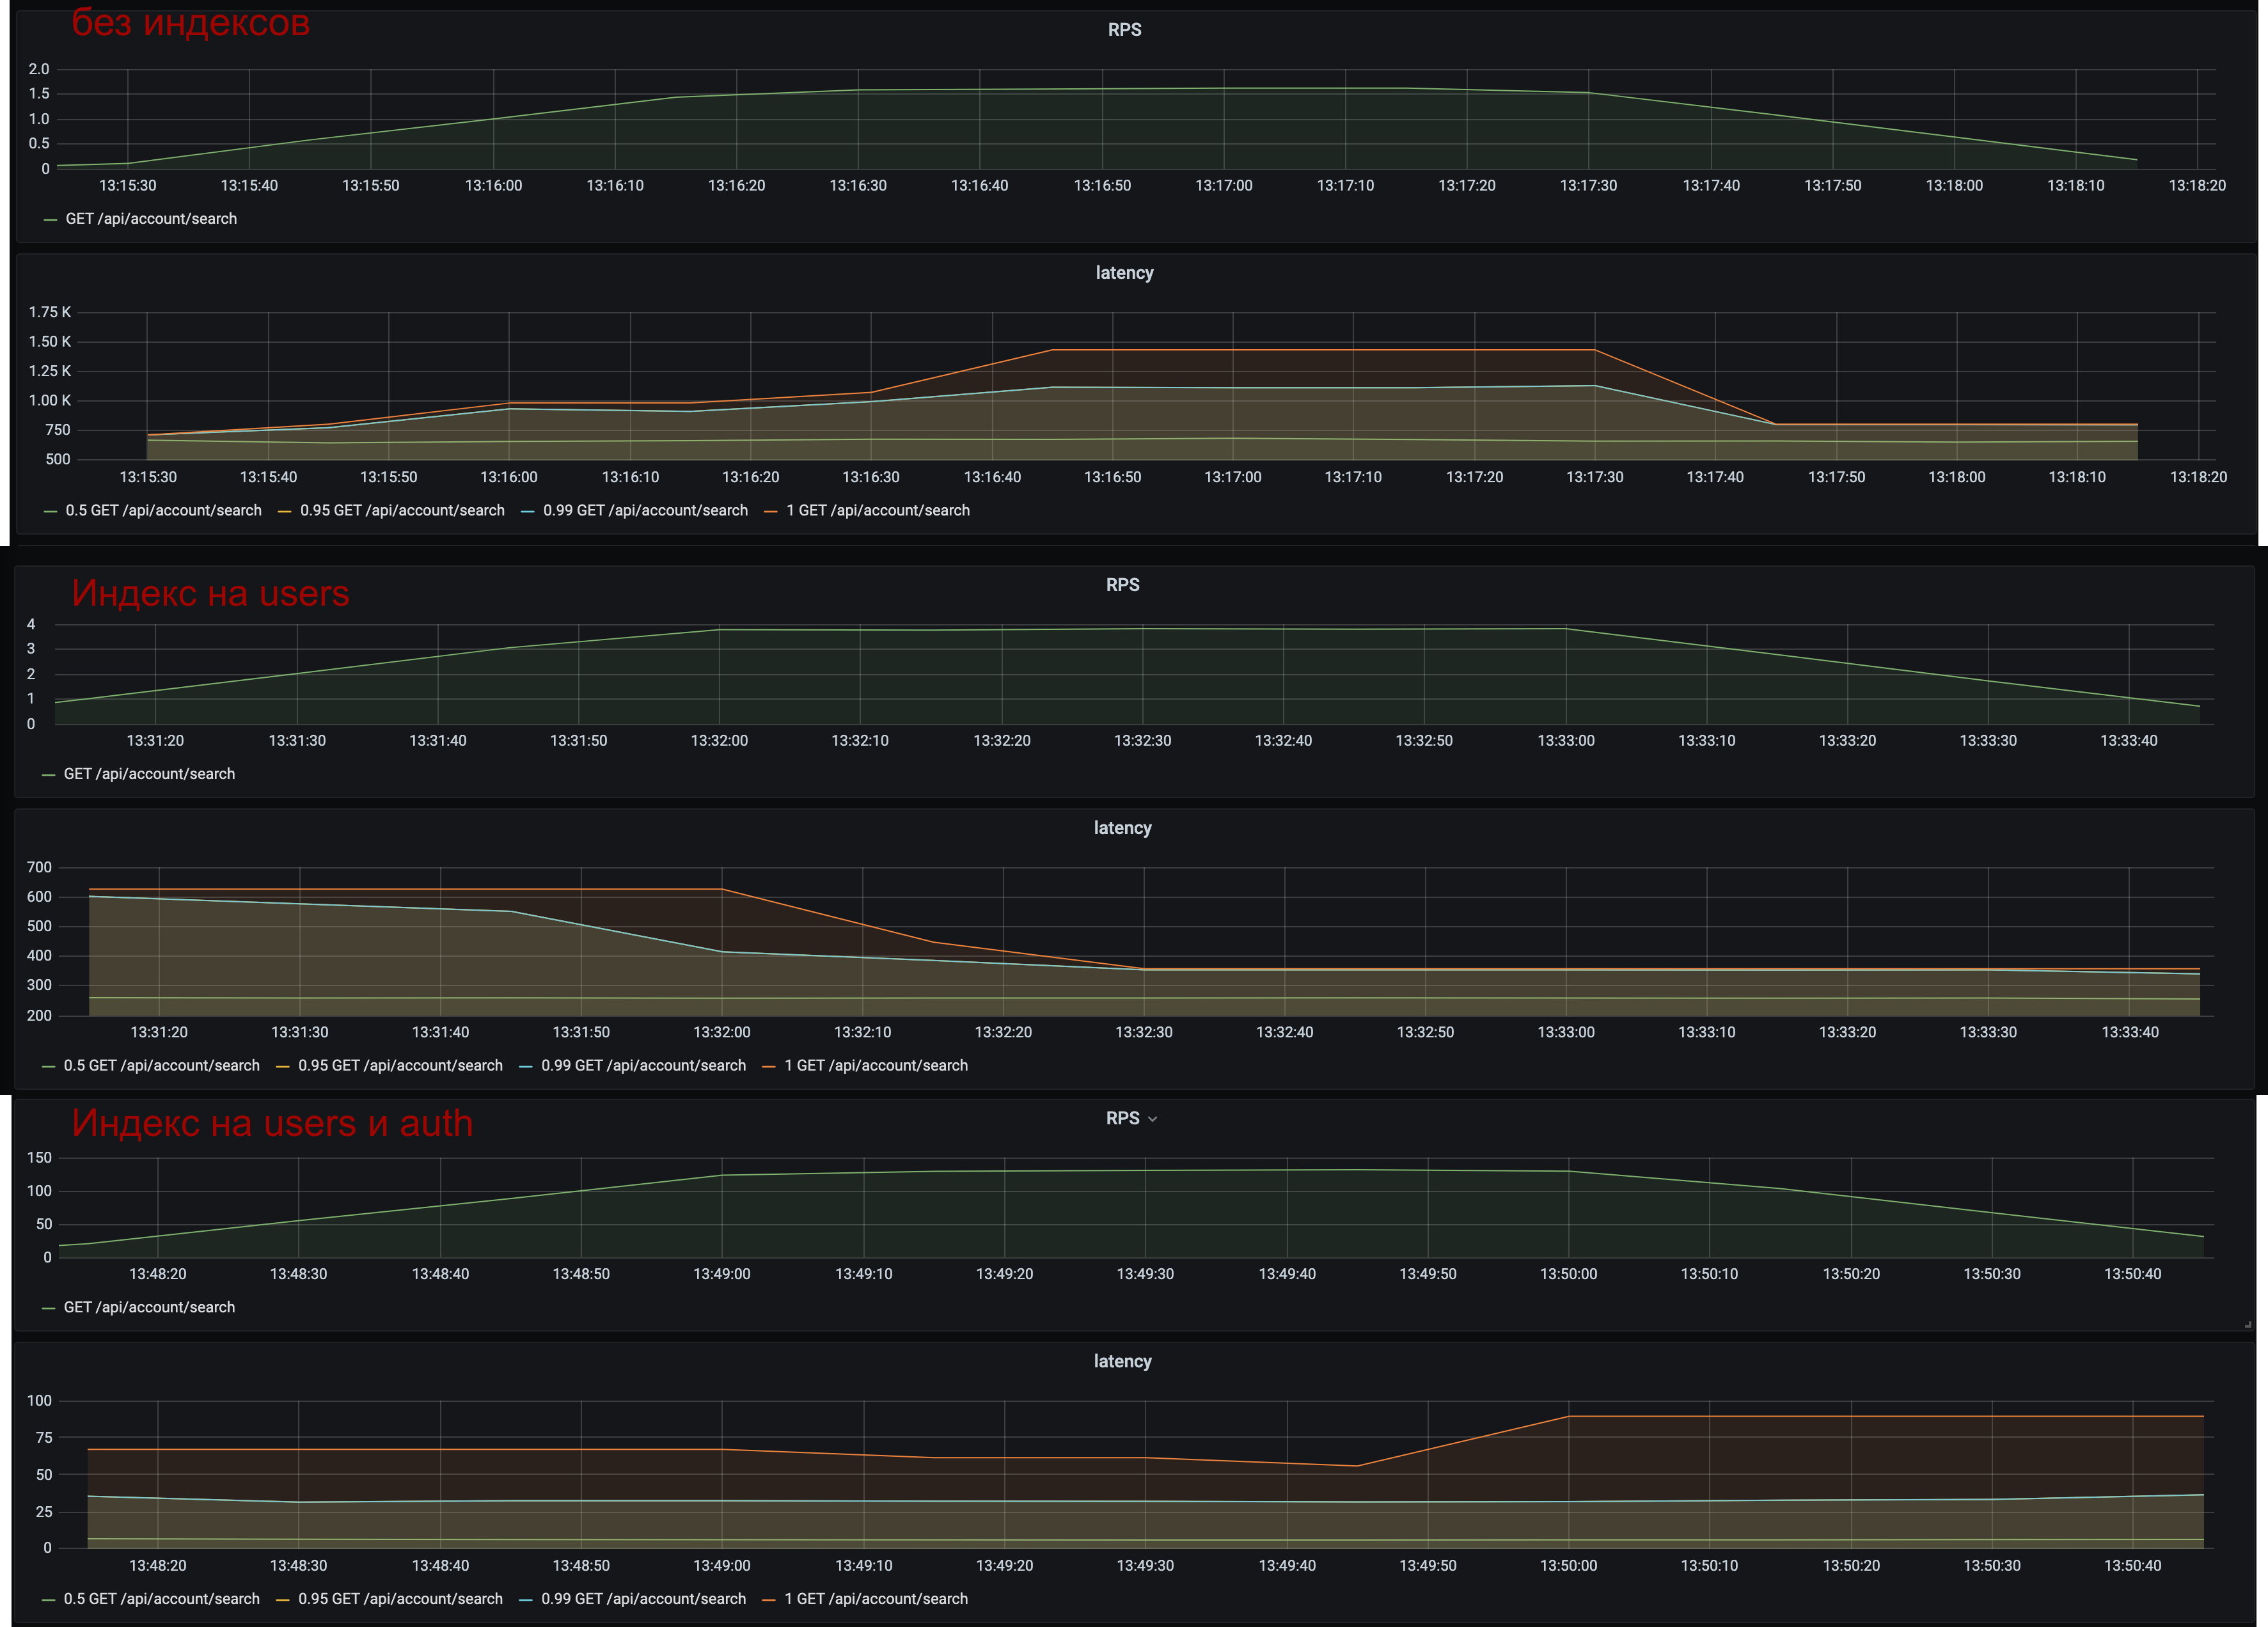 без индексов
RPS
2.0
1.5
1.0
0.5
0
13:15:30 13:15:40 13:15:50 13:16:00 13:16:10 13:16:20 13:16:30 13:16:40 13:16:50 13:17:00 13:17:10 13:17:20 13:17:30 13:17:40 13:17:50 13:18:00 13:18:10 13:18:20
GET /api/account/search
latency
1.75 K
1.50 K
1.25 K
1.00 K
750
500
13:15:30 13:15:40 13:15:50 13:16:00 13:16:10 13:16:20 13:16:30 13:16:40 13:16:50 13:17:00 13:17:10 13:17:20 13:17:30 13:17:40 13:17:50 13:18:00 13:18:10 13:18:20
0.5 GET /api/account/search 0.95 GET /api/account/search 0.99 GET /api/account/search 1 GET /api/account/search
Индекс на users
RPS
4
3
2
1
0
13:31:20 13:31:30 13:31:40 13:31:50 13:32:00 13:32:10 13:32:20 13:32:30 13:32:40 13:32:50 13:33:00 13:33:10 13:33:20 13:33:30 13:33:40
GET /api/account/search
latency
700
600
500
400
300
200
13:31:20 13:31:30 13:31:40 13:31:50 13:32:00 13:32:10 13:32:20 13:32:30 13:32:40 13:32:50 13:33:00 13:33:10 13:33:20 13:33:30 13:33:40
0.5 GET /api/account/search 0.95 GET /api/account/search 0.99 GET /api/account/search 1 GET /api/account/search
Индекс на users и auth
RPS
150
100
50
0
13:48:20 13:48:30 13:48:40 13:48:50 13:49:00 13:49:10 13:49:20 13:49:30 13:49:40 13:49:50 13:50:00 13:50:10 13:50:20 13:50:30 13:50:40
GET /api/account/search
latency
100
75
50
25
0
13:48:20 13:48:30 13:48:40 13:48:50 13:49:00 13:49:10 13:49:20 13:49:30 13:49:40 13:49:50 13:50:00 13:50:10 13:50:20 13:50:30 13:50:40
0.5 GET /api/account/search 0.95 GET /api/account/search 0.99 GET /api/account/search 1 GET /api/account/search